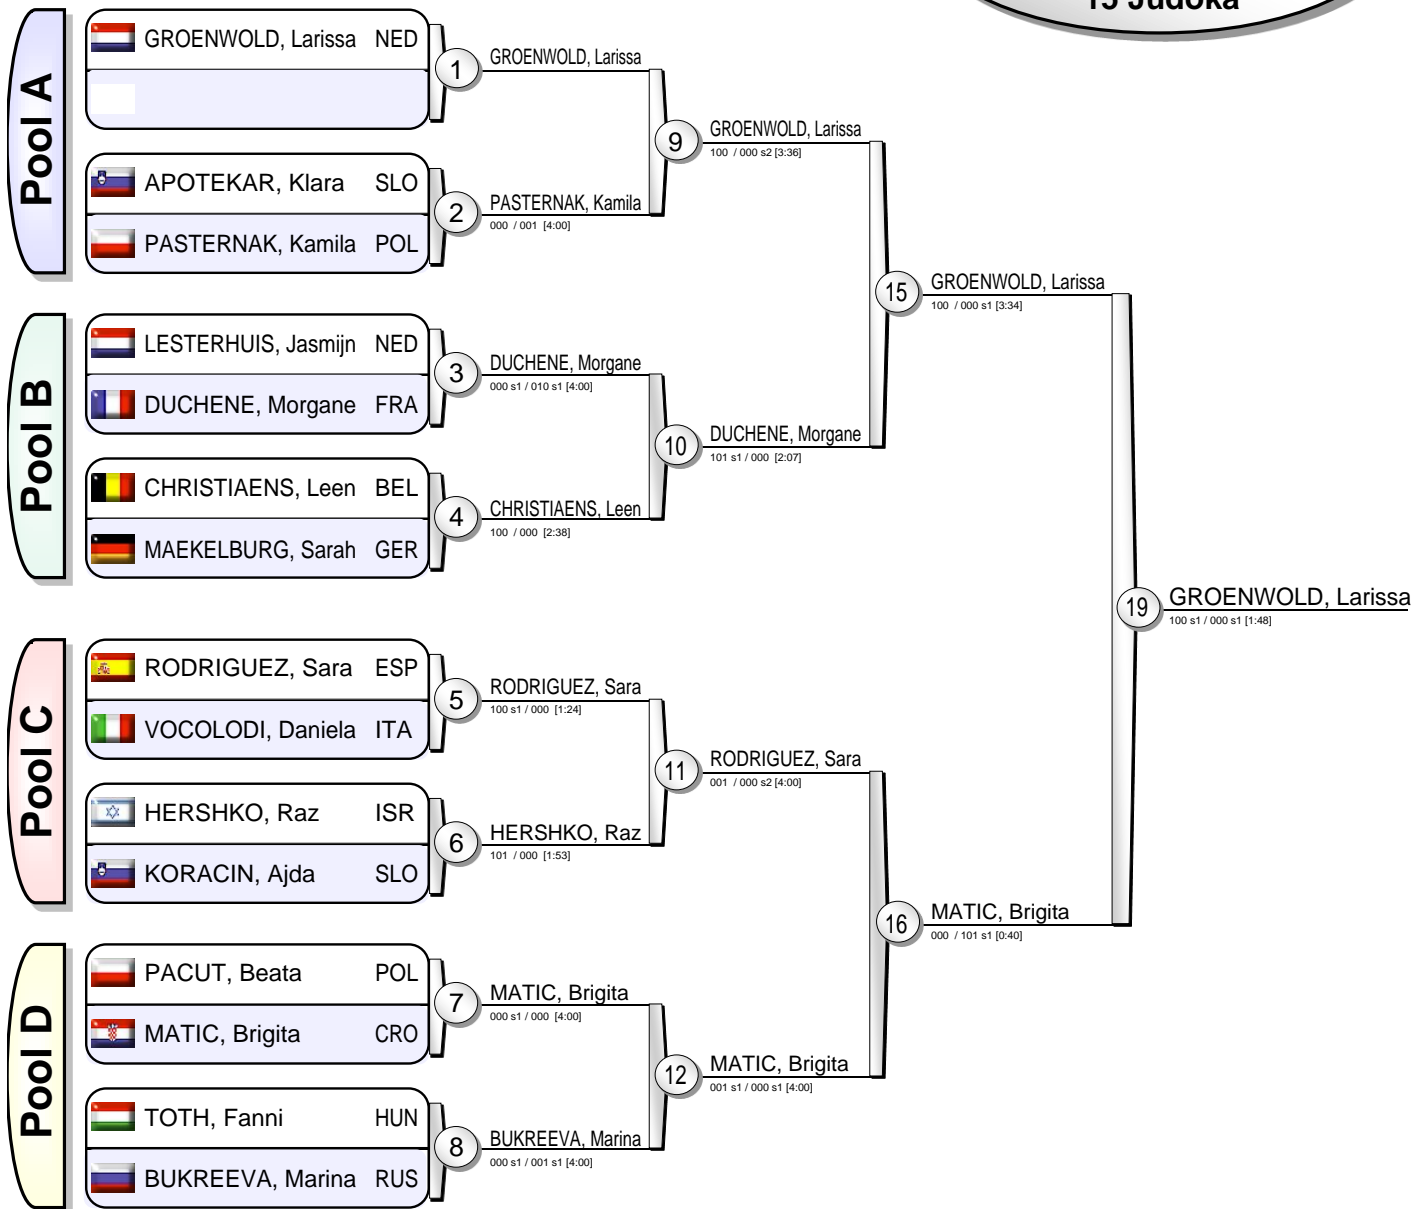 15 Judoka
Pool A
GROENWOLD, Larissa NED
APOTEKAR, Klara SLO
PASTERNAK, Kamila POL
1
GROENWOLD, Larissa
2
PASTERNAK, Kamila
000 / 001 [4:00]
9
GROENWOLD, Larissa
100 / 000 s2 [3:36]
Pool B
LESTERHUIS, Jasmijn NED
DUCHENE, Morgane FRA
CHRISTIAENS, Leen BEL
MAEKELBURG, Sarah GER
3
DUCHENE, Morgane
000 s1 / 010 s1 [4:00]
4
CHRISTIAENS, Leen
100 / 000 [2:38]
10
DUCHENE, Morgane
101 s1 / 000 [2:07]
15
GROENWOLD, Larissa
100 / 000 s1 [3:34]
Pool C
RODRIGUEZ, Sara ESP
VOCOLODI, Daniela ITA
HERSHKO, Raz ISR
KORACIN, Ajda SLO
5
RODRIGUEZ, Sara
100 s1 / 000 [1:24]
6
HERSHKO, Raz
101 / 000 [1:53]
11
RODRIGUEZ, Sara
001 / 000 s2 [4:00]
Pool D
PACUT, Beata POL
MATIC, Brigita CRO
TOTH, Fanni HUN
BUKREEVA, Marina RUS
7
MATIC, Brigita
000 s1 / 000 [4:00]
8
BUKREEVA, Marina
000 s1 / 001 s1 [4:00]
12
MATIC, Brigita
001 s1 / 000 s1 [4:00]
16
MATIC, Brigita
000 / 101 s1 [0:40]
19
GROENWOLD, Larissa
100 s1 / 000 s1 [1:48]